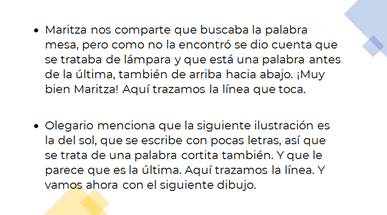 • Maritza nos comparte que buscaba la palabra
mesa, pero como no la encontró se dio cuenta que
se trataba de lámpara y que está una palabra antes
de la última, también de arriba hacia abajo. ¡Muy
bien Maritza! Aquí trazamos la línea que toca.
• Olegario menciona que la siguiente ilustración es
la del sol, que se escribe con pocas letras, así que
se trata de una palabra cortita también. Y que le
parece que es la última. Aquí trazamos la línea. Y
vamos ahora con el siguiente dibujo.